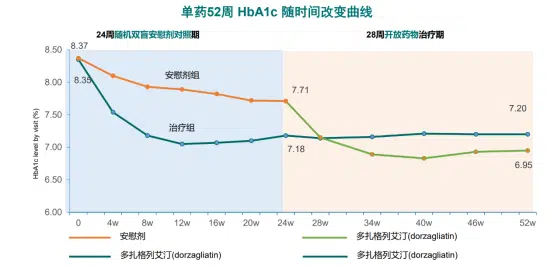 单药52周 HbA1c 随时间改变曲线
24周随机双盲安慰剂对照期
28周开放药物治疗期
8.50
8.37
8.35
安慰剂组
7.71
8.00
7.50
治疗组
7.20
7.18
7.00
6.95
6.50
6.00
HbA1c level by visit (%)
0 4w 8w 12w 16w 20w 24w 28w 34w 40w 46w 52w
安慰剂
多扎格列艾汀(dorzagliatin)
多扎格列艾汀(dorzagliatin)
多扎格列艾汀(dorzagliatin)